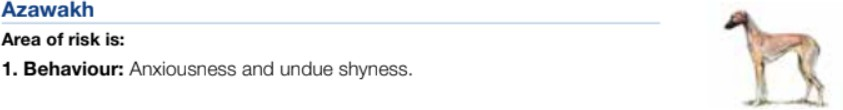 Azawakh
Area of risk is:
1. Behaviour: Anxiousness and undue shyness.